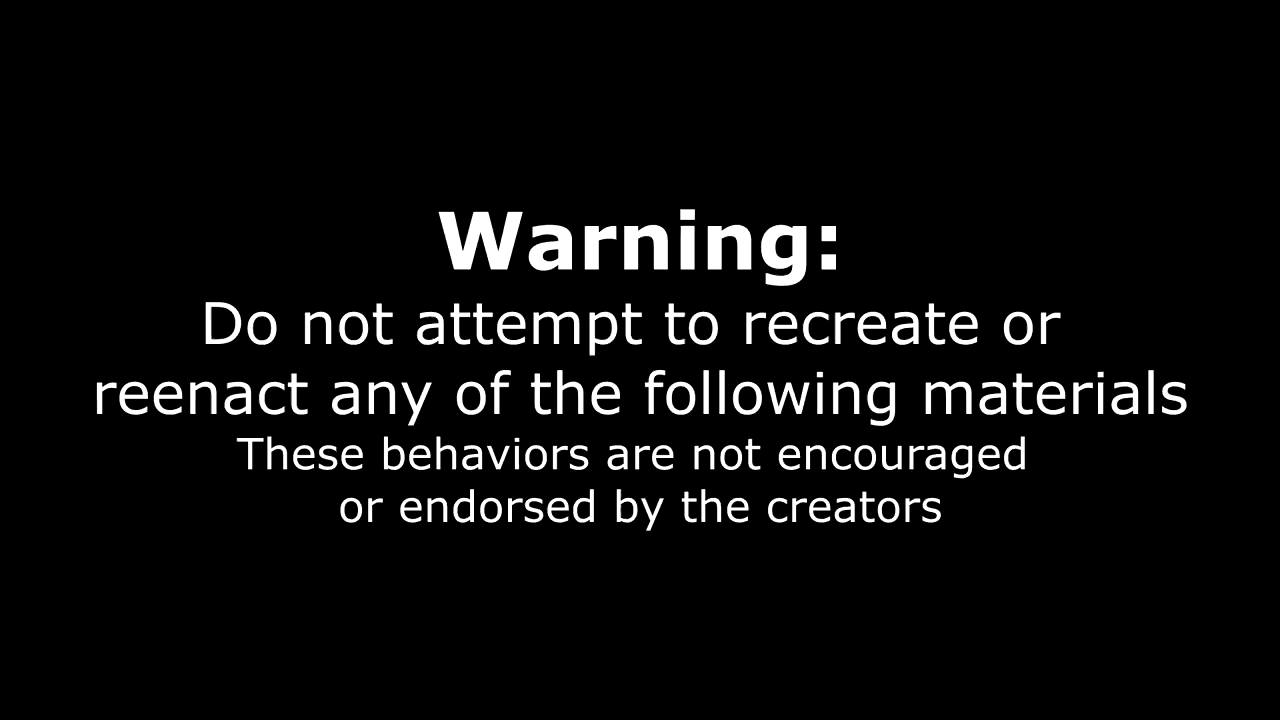 Warning:
Do not attempt to recreate or
reenact any of the following materials
These behaviors are not encouraged
or endorsed by the creators